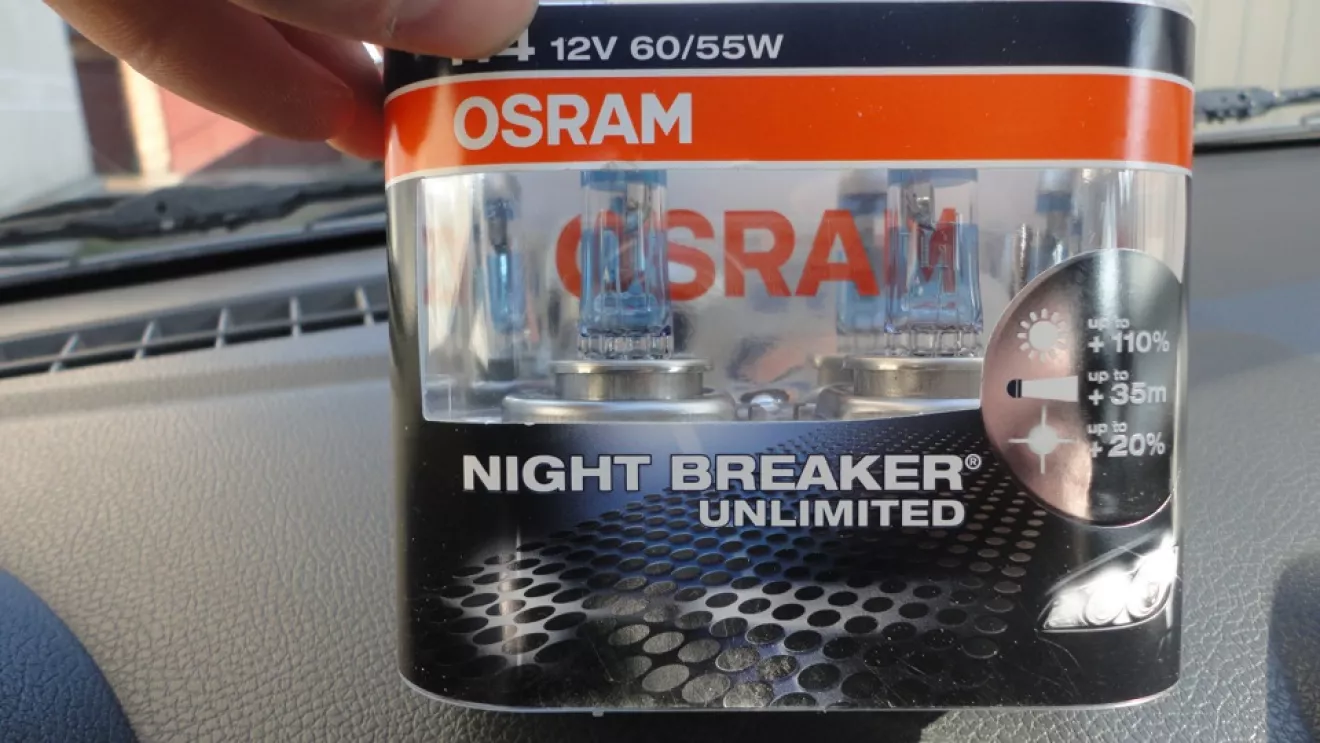 H4 12V 60/55W
OSRAM
OSRAM
up to
+ 110%
up to
+ 35m
up to
+ 20%
NIGHT BREAKER®
UNLIMITED